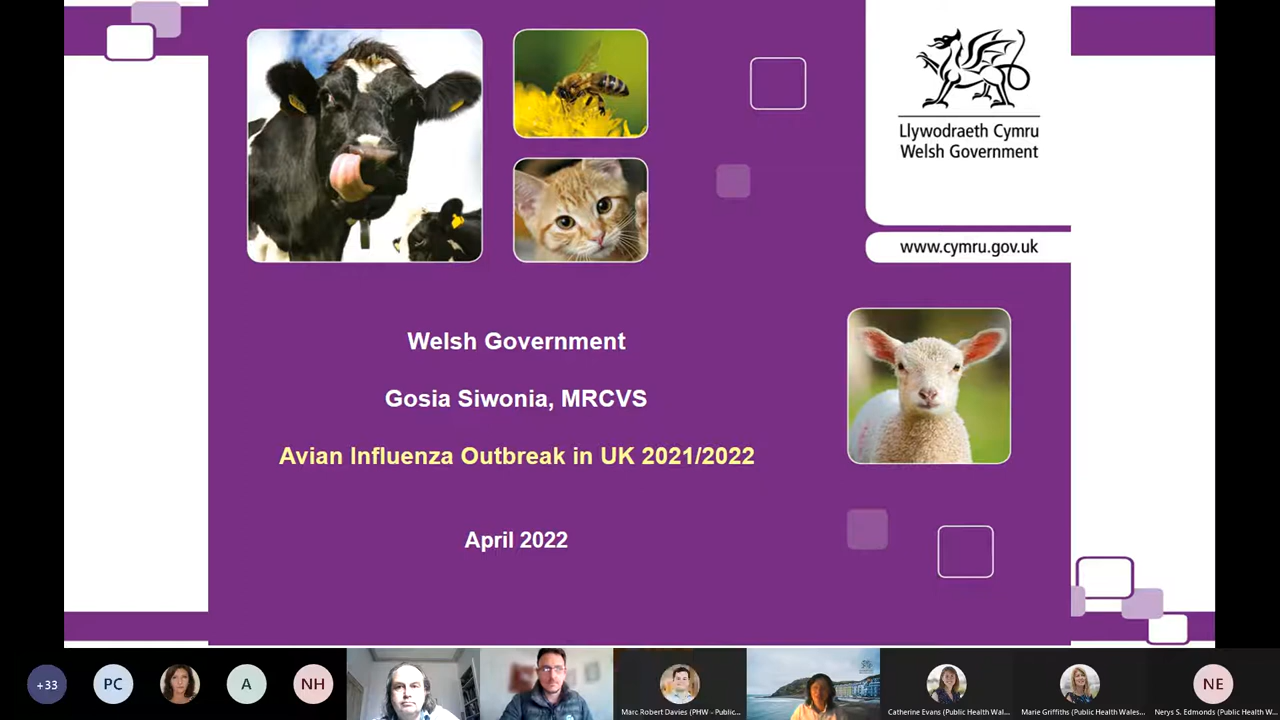 Llywodraeth Cymru
Welsh Government
www.cymru.gov.uk
Welsh Government
Gosia Siwonia, MRCVS
Avian Influenza Outbreak in UK 2021/2022
April 2022
+33
PC
A
NH
Marc Robert Davies (PHW - Public...
Catherine Evans (Public Health Wal...
Marie Griffiths (Public Health Wales...
NE
Nerys S. Edmonds (Public Health W...